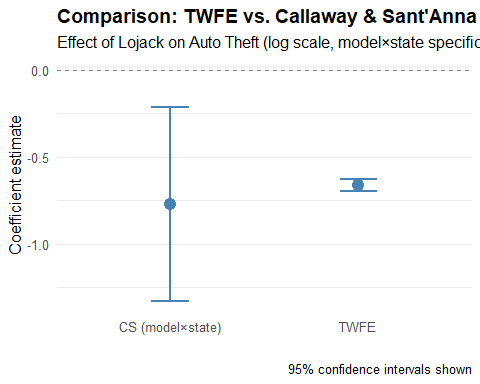 Comparison: TWFE vs. Callaway & Sant'Anna
Effect of Lojack on Auto Theft (log scale, model×state specific
0.0
-0.5
-1.0
Coefficient estimate
CS (model×state)
TWFE
95% confidence intervals shown